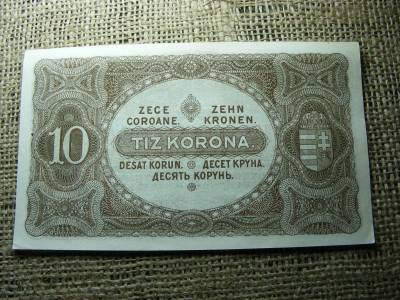 ZECE ZEHN
COROANE. KRONEN.
10 TIZ KORONA.
DESAT KORUN. ДЕСЕТ КРУНА.
ДЕСЯТЬ КОРУНЬ.